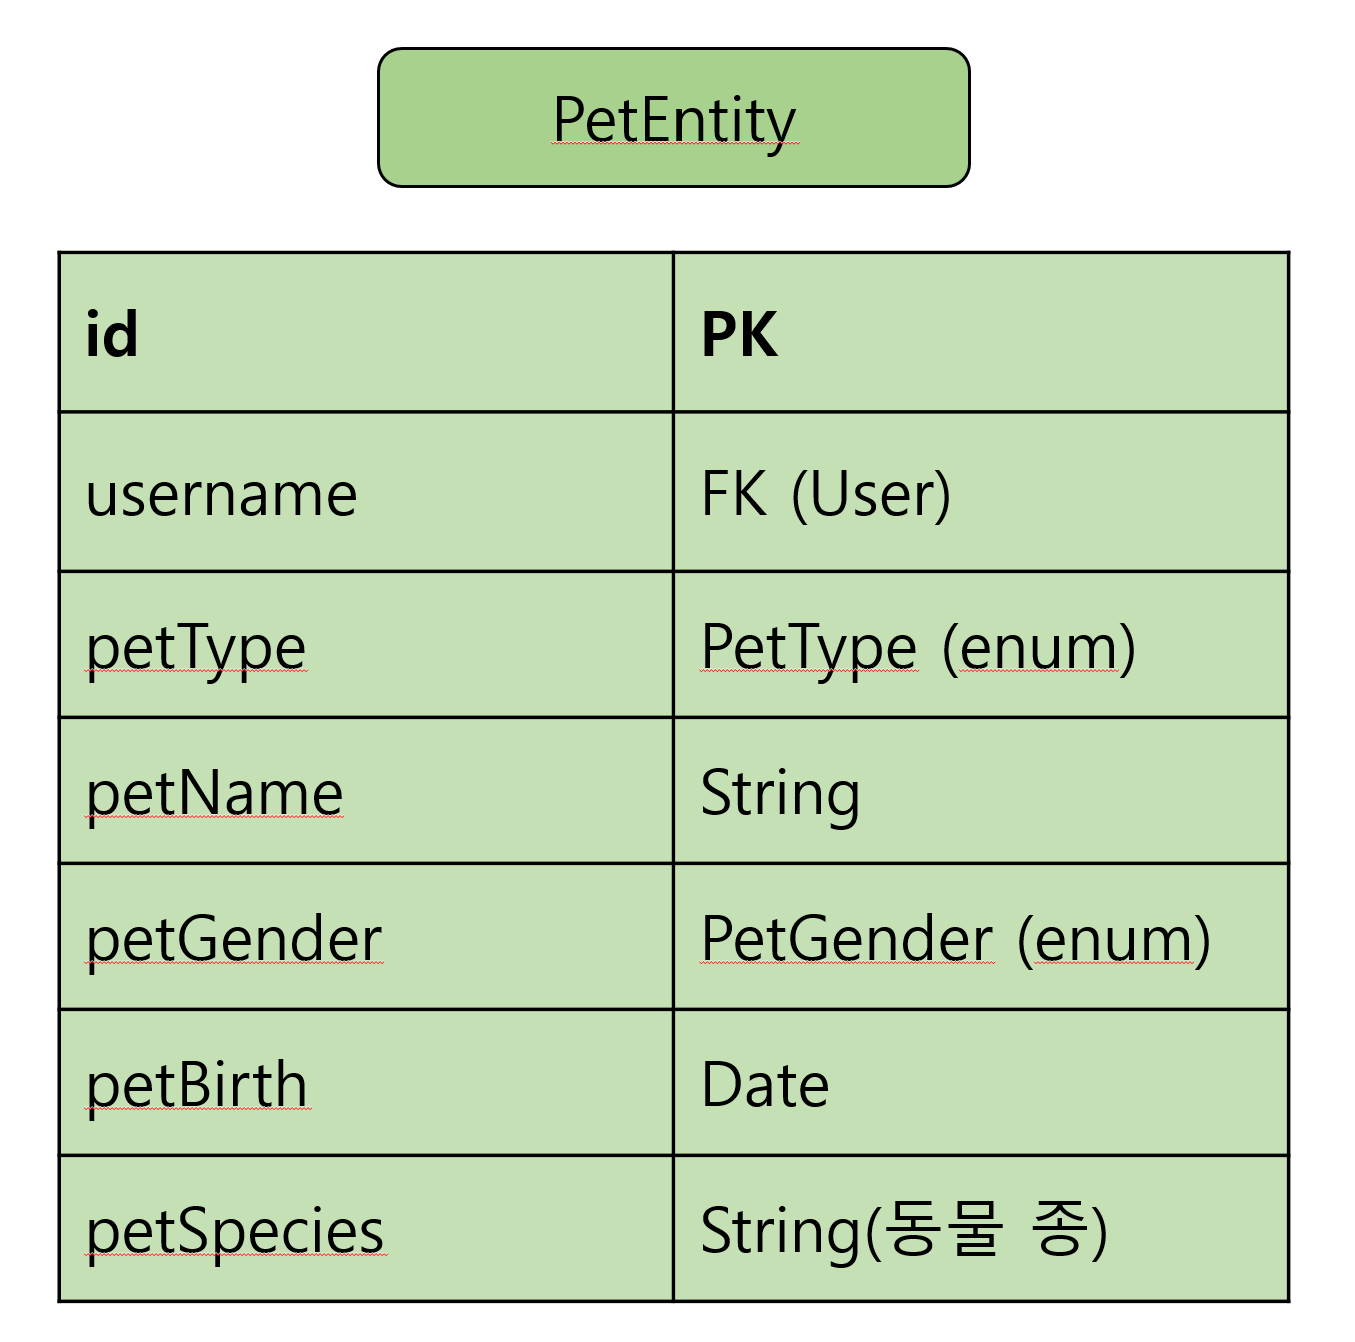 PetEntity
id PK
username FK (User)
petType PetType (enum)
petName String
petGender PetGender (enum)
petBirth Date
petSpecies String(동물 종)